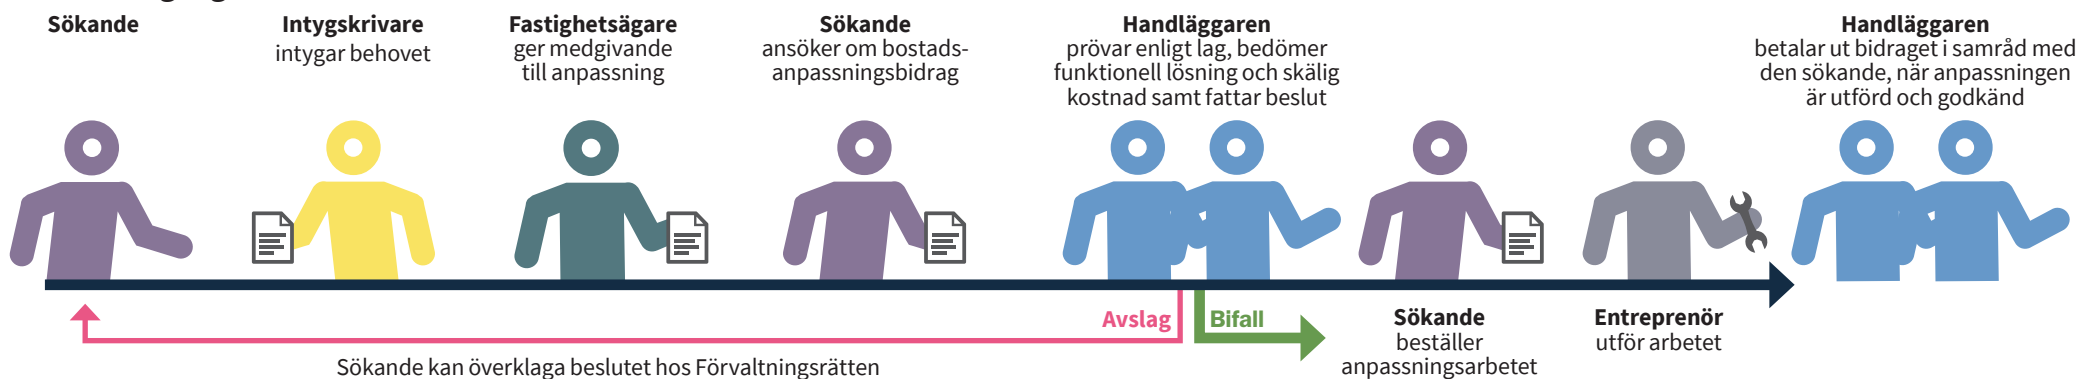 Sökande
Intygskrivare
intygar behovet
Fastighetsägare
ger medgivande
till anpassning
Sökande
ansöker om bostads-
anpassningsbidrag
Handläggaren
prövar enligt lag, bedömer
funktionell lösning och skälig
kostnad samt fattar beslut
Handläggaren
betalar ut bidraget i samråd med
den sökande, när anpassningen
är utförd och godkänd
Avslag
Bifall
Sökande
beställer
anpassningsarbetet
Entreprenör
utför arbetet
Sökande kan överklaga beslutet hos Förvaltningsrätten